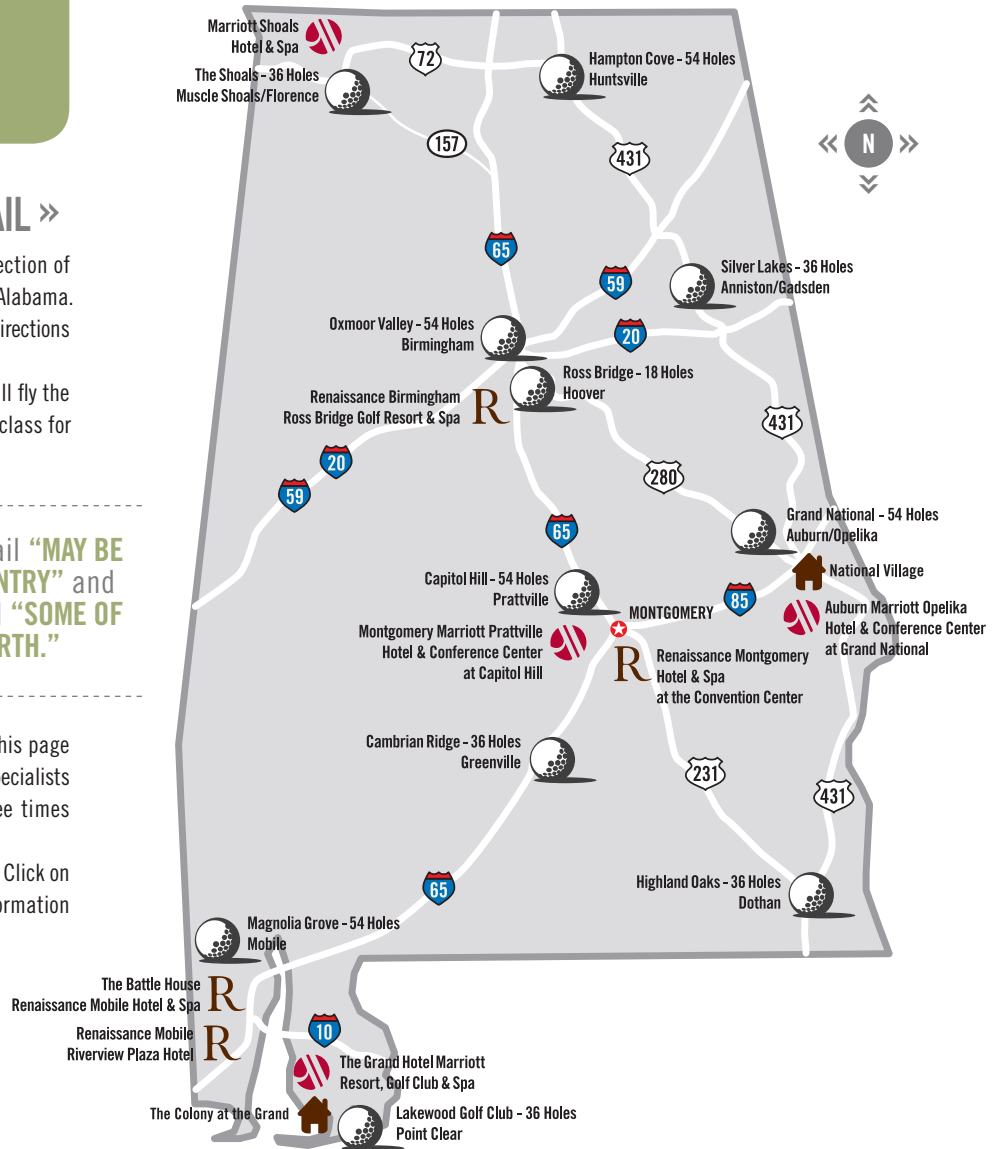 AIL »
ection of
Alabama.
irections
ll fly the
class for
ail “MAY BE
NTRY” and
“SOME OF
RTH.”
his page
pecialists
ee times
Click on
ormation
Marriott Shoals
Hotel & Spa
The Shoals - 36 Holes
Muscle Shoals/Florence
72
Hampton Cove - 54 Holes
Huntsville
157
431
N
65
59
Silver Lakes - 36 Holes
Anniston/Gadsden
Oxmoor Valley - 54 Holes
Birmingham
20
Ross Bridge - 18 Holes
Hoover
Renaissance Birmingham
Ross Bridge Golf Resort & Spa
R
431
20
59
280
65
Grand National - 54 Holes
Auburn/Opelika
National Village
Capitol Hill - 54 Holes
Prattville
85
MONTGOMERY
Auburn Marriott Opelika
Hotel & Conference Center
at Grand National
Montgomery Marriott Prattville
Hotel & Conference Center
at Capitol Hill
R
Renaissance Montgomery
Hotel & Spa
at the Convention Center
Cambrian Ridge - 36 Holes
Greenville
231
431
65
Highland Oaks - 36 Holes
Dothan
Magnolia Grove - 54 Holes
Mobile
The Battle House
Renaissance Mobile Hotel & Spa
R
Renaissance Mobile
Riverview Plaza Hotel
R
10
The Grand Hotel Marriott
Resort, Golf Club & Spa
The Colony at the Grand
Lakewood Golf Club - 36 Holes
Point Clear